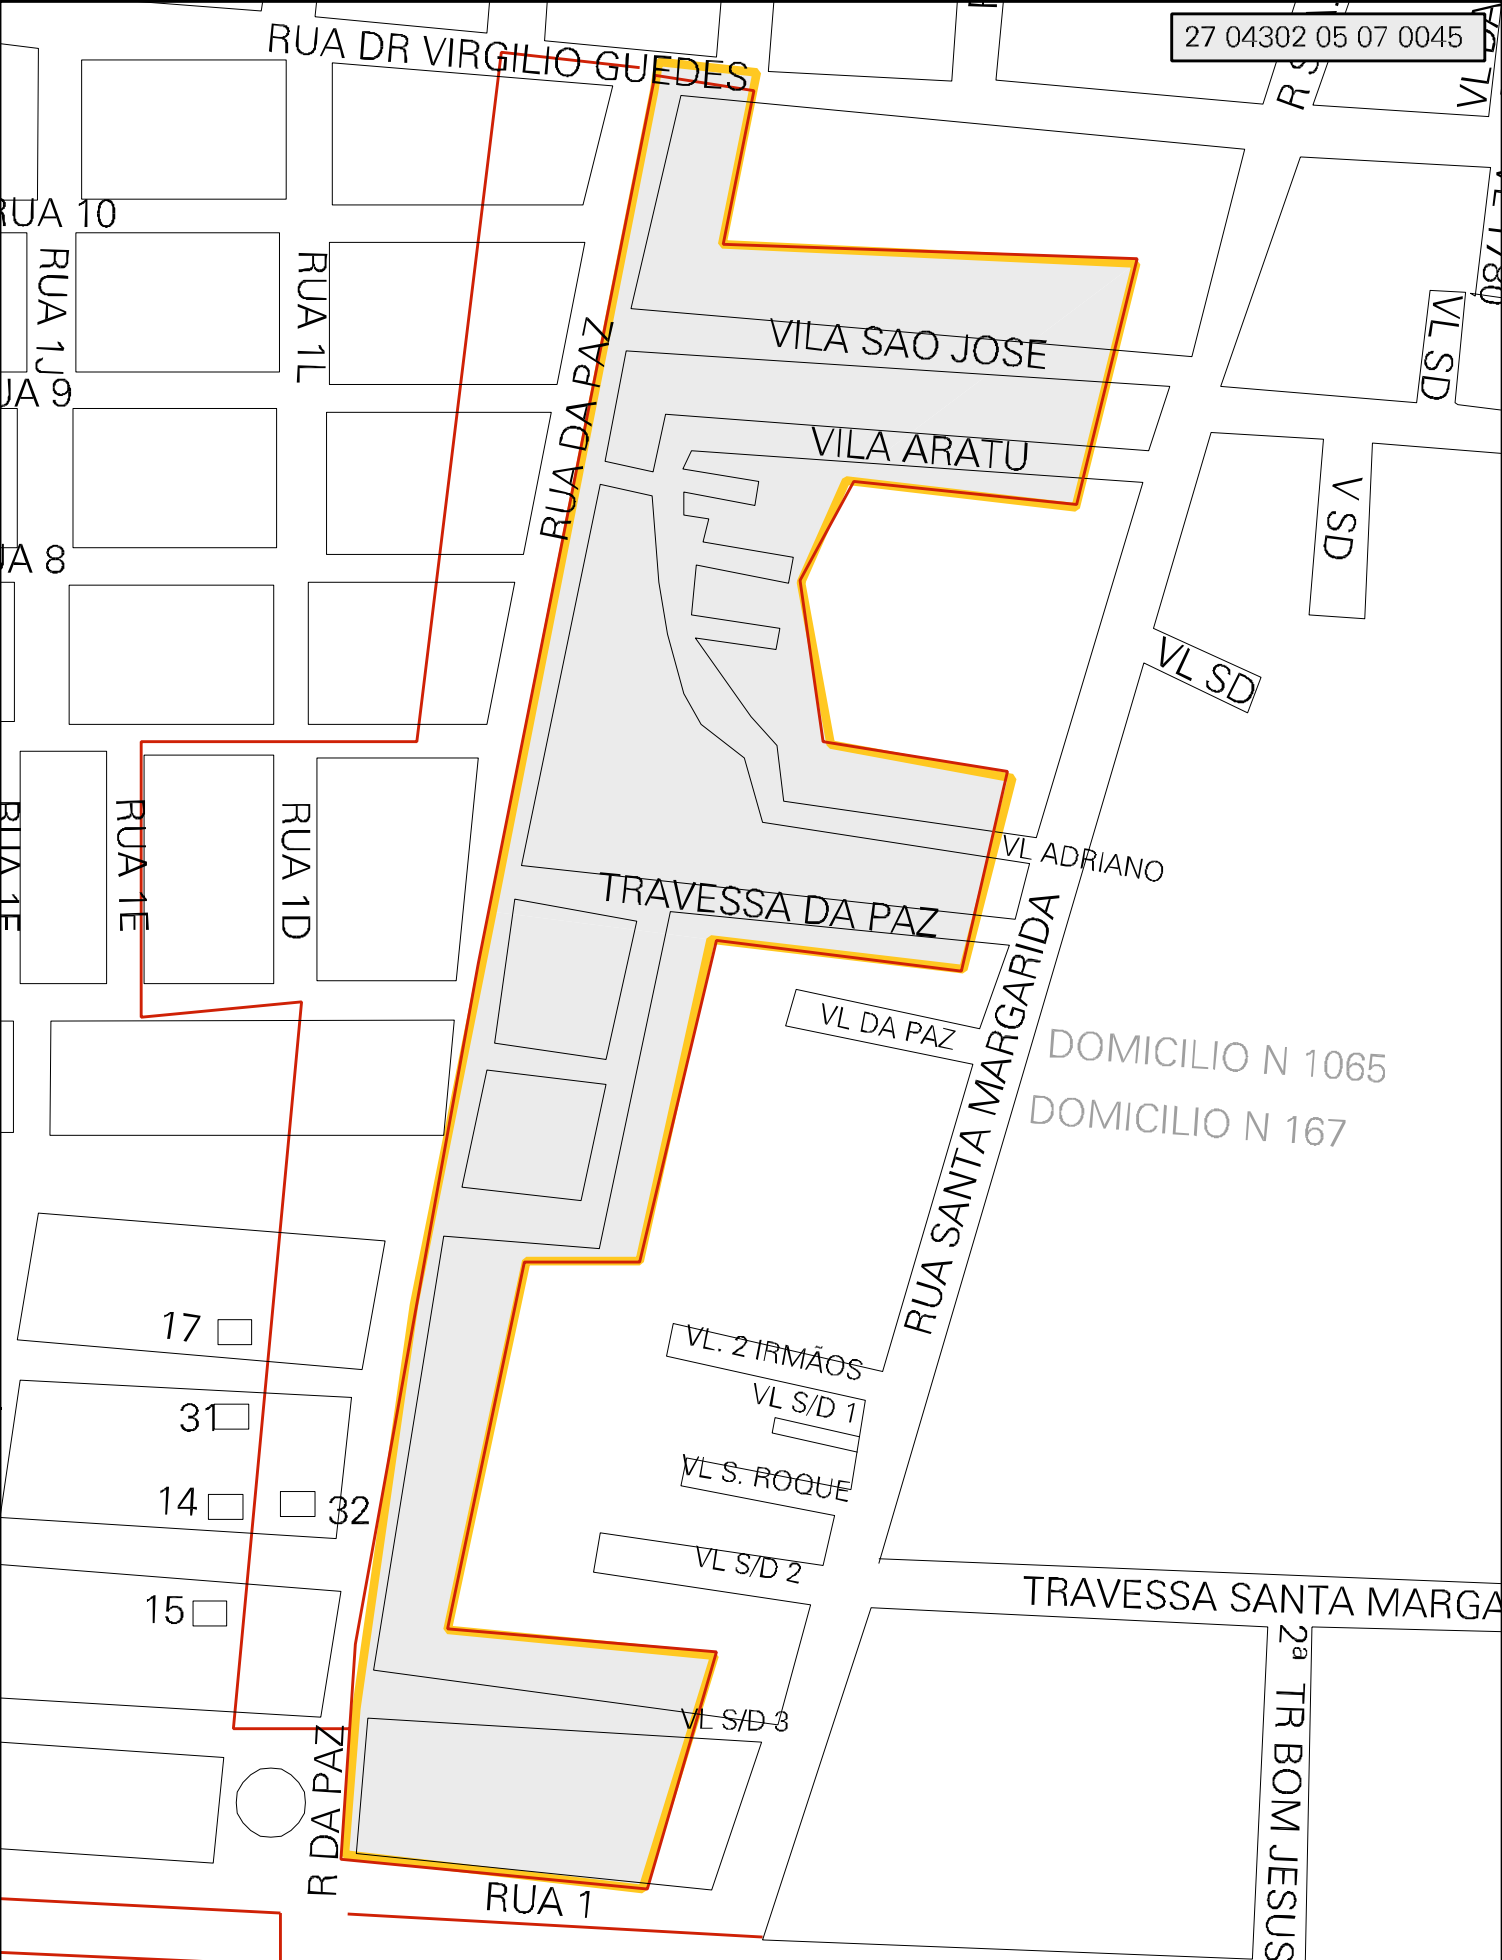 27 04302 05 07 0045
RUA DR VIRGILIO GUEDES
RUA 10
RUA 1J
RUA 1L
VILA SAO JOSE
RUA DA PAZ
VL SD
VILA ARATU
V SD
VL SD
RUA 1E
RUA 1D
VL ADRIANO
TRAVESSA DA PAZ
VL DA PAZ
RUA SANTA MARGARIDA
DOMICILIO N 1065
DOMICILIO N 167
17
VL. 2 IRMÃOS
VL S/D 1
31
VL S. ROQUE
14
32
VL S/D 2
15
TRAVESSA SANTA MARGA
2ª TR BOM JESUS
VL S/D 3
R DA PAZ
RUA 1